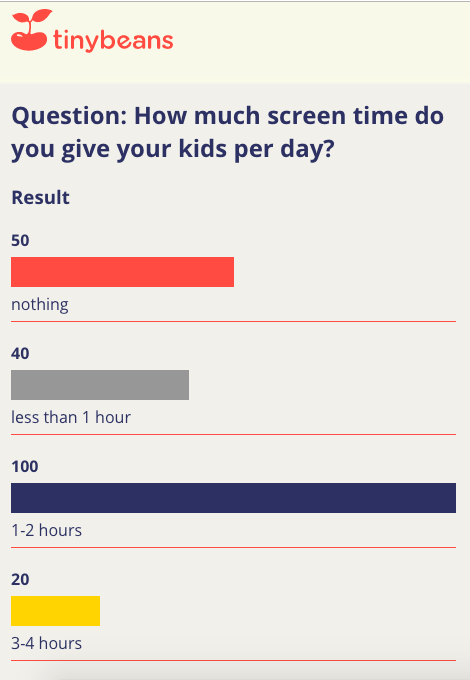 tinybeans
Question: How much screen time do
you give your kids per day?
Result
50
nothing
40
less than 1 hour
100
1-2 hours
20
3-4 hours